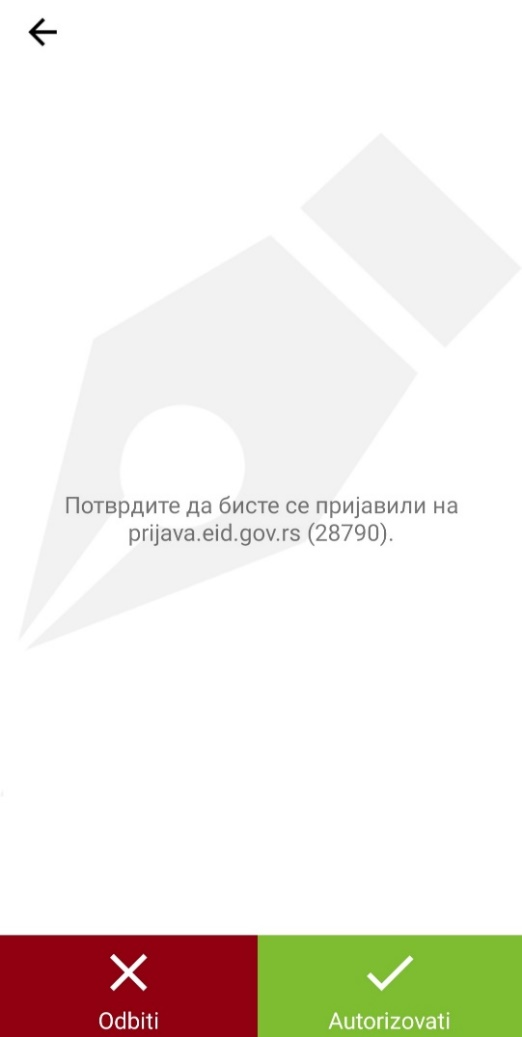 Потврдите да бисте се пријавили на
prijava.eid.gov.rs (28790).
Odbiti
Autorizovati